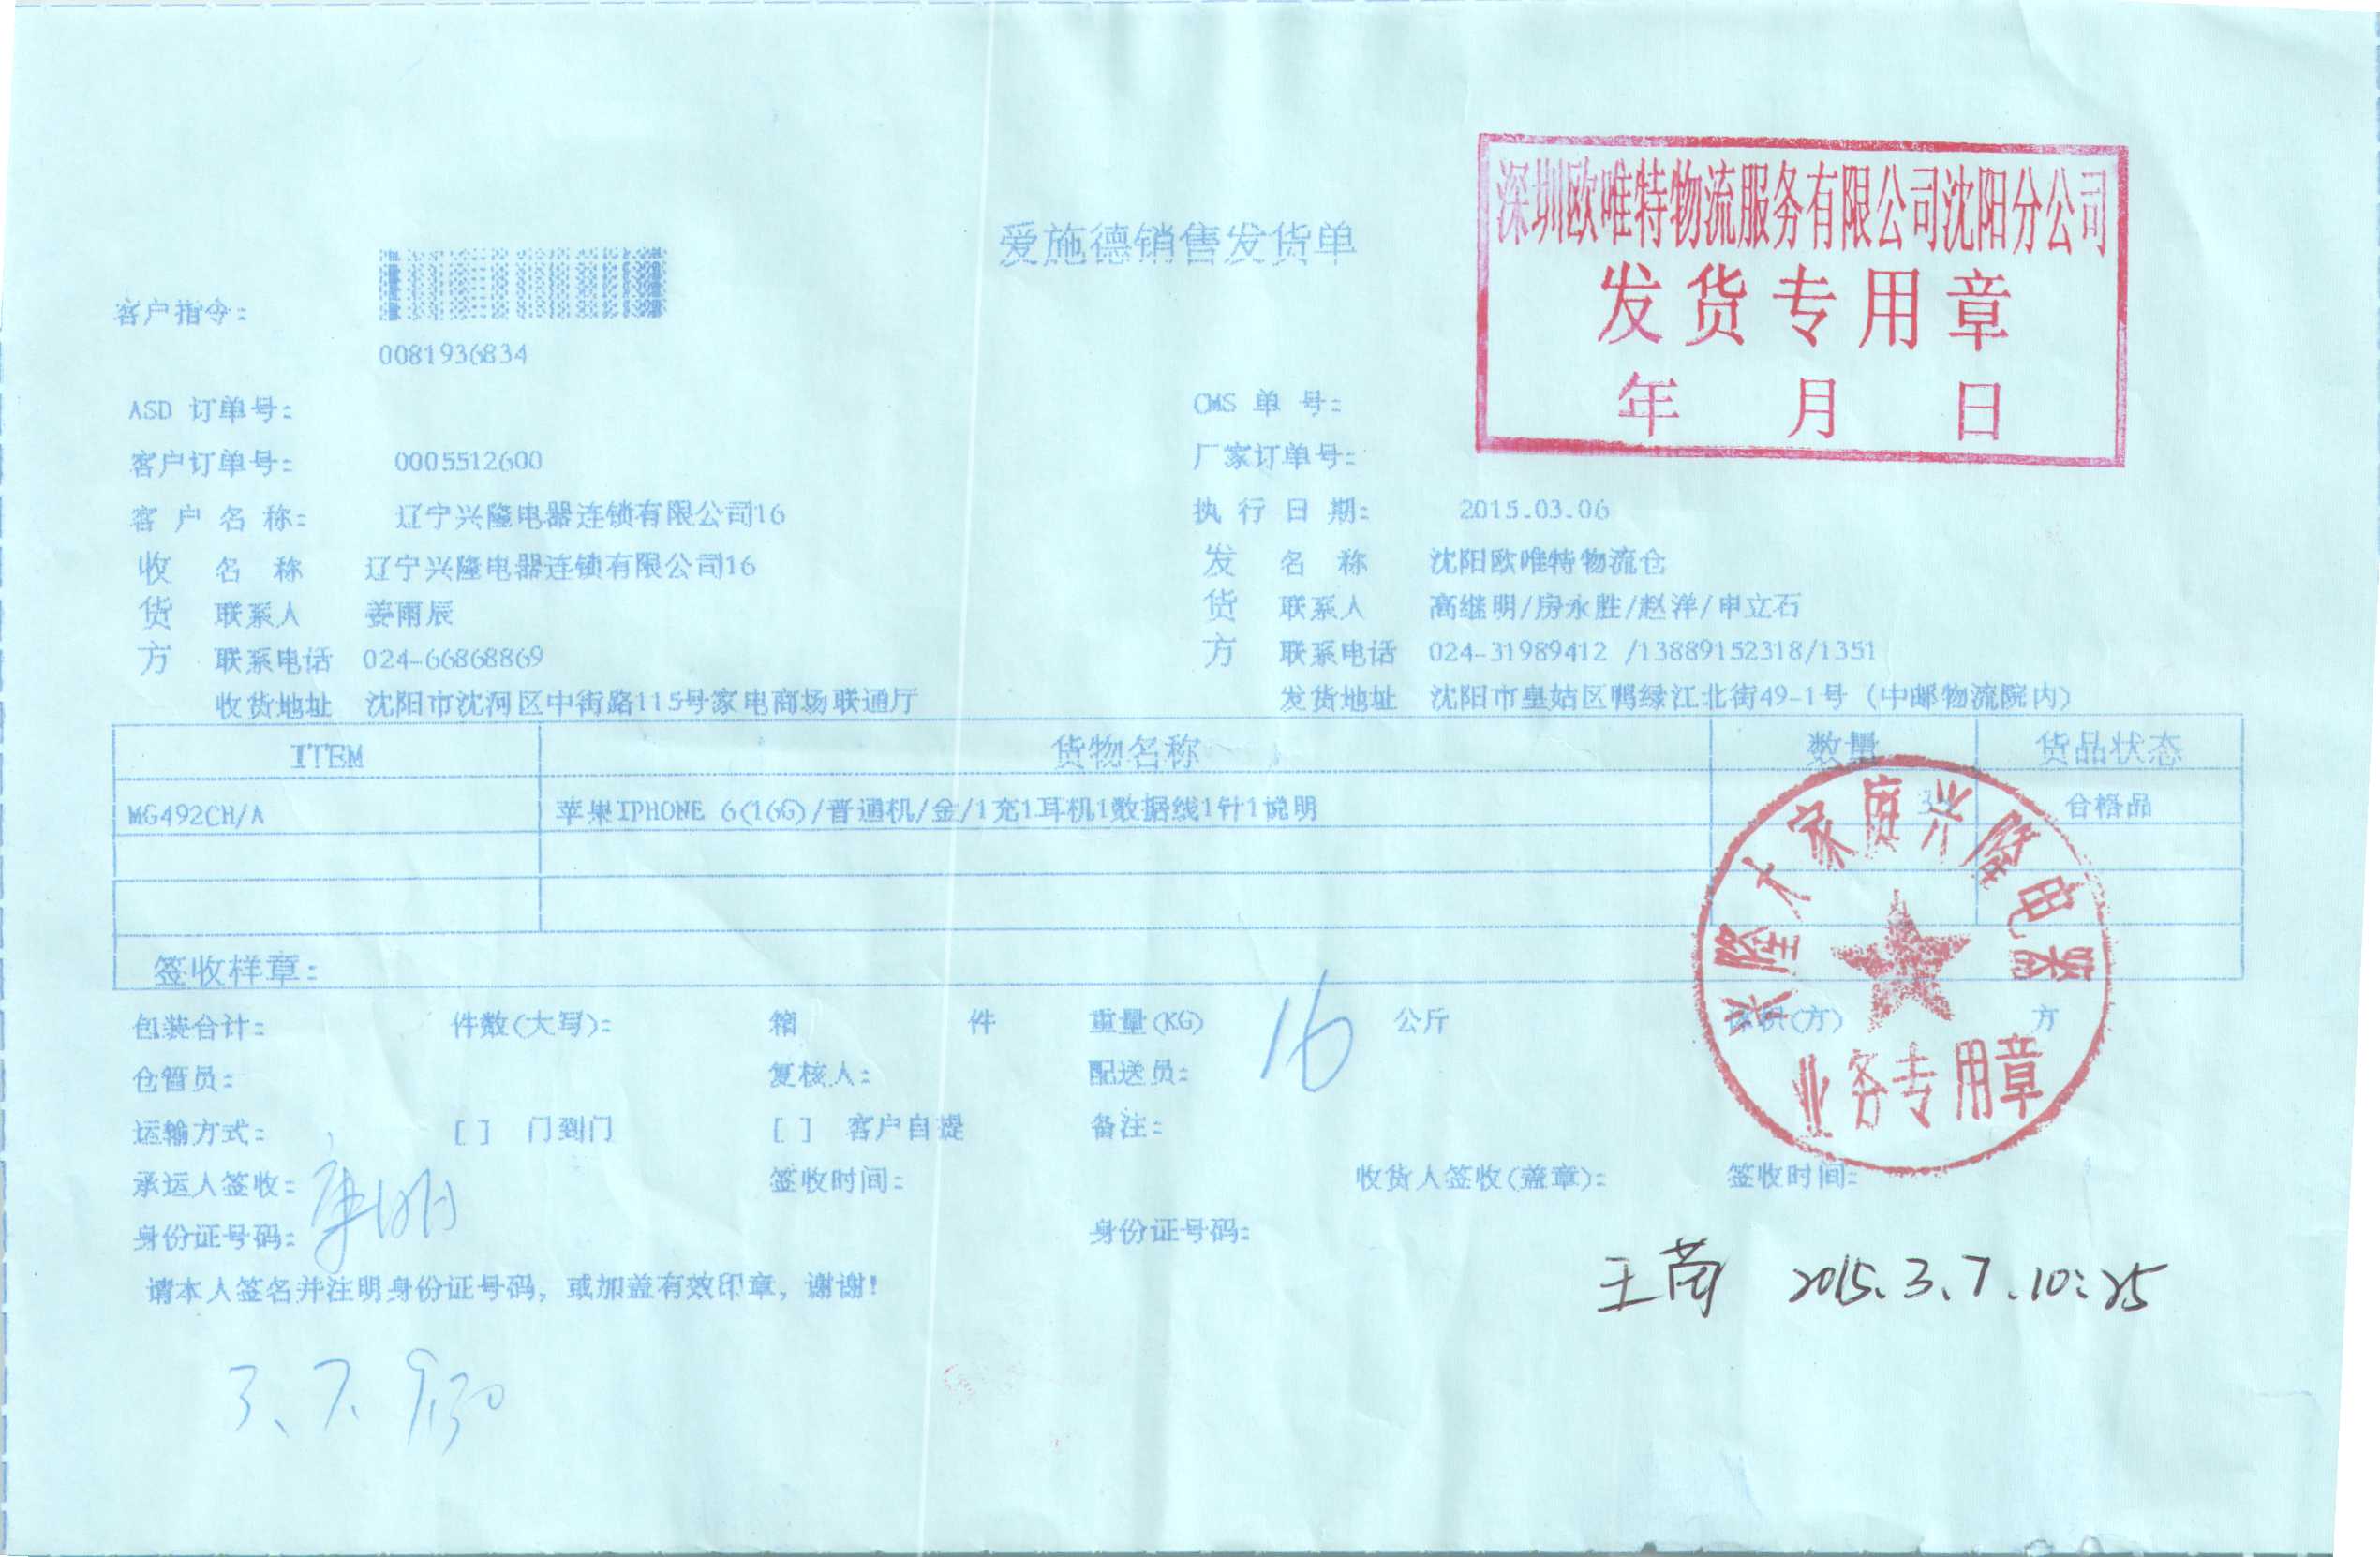 深圳欧唯特物流服务有限公司沈阳分公司
发货专用章
年 月 日
爱施德销售发货单
客户指令:
0081936834
ASD 订单号: CMS 单 号:
客户订单号: 0005512600 厂家订单号:
客 户 名 称: 辽宁兴隆电器连锁有限公司16 执 行 日 期: 2015.03.06
收 名 称 辽宁兴隆电器连锁有限公司16 发 名 称 沈阳欧唯特物流仓
货 联系人 姜雨辰 货 联系人 高继明/房永胜/赵洋/申立石
方 联系电话 024-66868869 方 联系电话 024-31989412 /13889152318/1351
收货地址 沈阳市沈河区中街路115号家电商场联通厅 发货地址 沈阳市皇姑区鸭绿江北街49-1号（中邮物流院内）
ITEM 货物名称 数量 货品状态
MG492CH/A 苹果IPHONE 6(16G)/普通机/金/1充1耳机1数据线1针1说明 合格品
兴隆大家庭兴隆电器
业务专用章
签收样章:
包装合计: 件数(大写): 箱 件 重量(KG) 16 公斤 体积(方) 方
仓管员: 复核人: 配送员:
运输方式: [ ] 门到门 [ ] 客户自提 备注:
承运人签收: 签收时间: 收货人签收(盖章): 签收时间:
身份证号码: 身份证号码:
请本人签名并注明身份证号码，或加盖有效印章，谢谢!
2015.3.7.10:25
3、7. 9:30